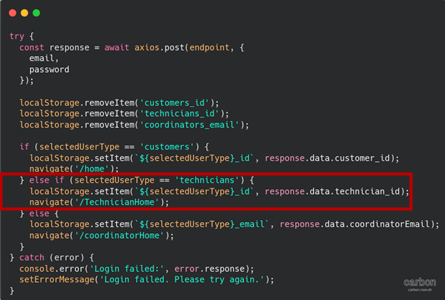 try {
const response = await axios.post(endpoint, {
email,
password
});
localStorage.removeItem('customers_id');
localStorage.removeItem('technicians_id');
localStorage.removeItem('coordinators_email');
if (selectedUserType == 'customers') {
localStorage.setItem(`${selectedUserType}_id`, response.data.customer_id);
navigate('/home');
} else if (selectedUserType == 'technicians') {
localStorage.setItem(`${selectedUserType}_id`, response.data.technician_id);
navigate('/TechnicianHome');
} else {
localStorage.setItem(`${selectedUserType}_email`, response.data.coordinatorEmail);
navigate('/coordinatorHome');
}
} catch (error) {
console.error('Login failed:', error.response);
setErrorMessage('Login failed. Please try again.');
}
carbon
carbon.now.sh